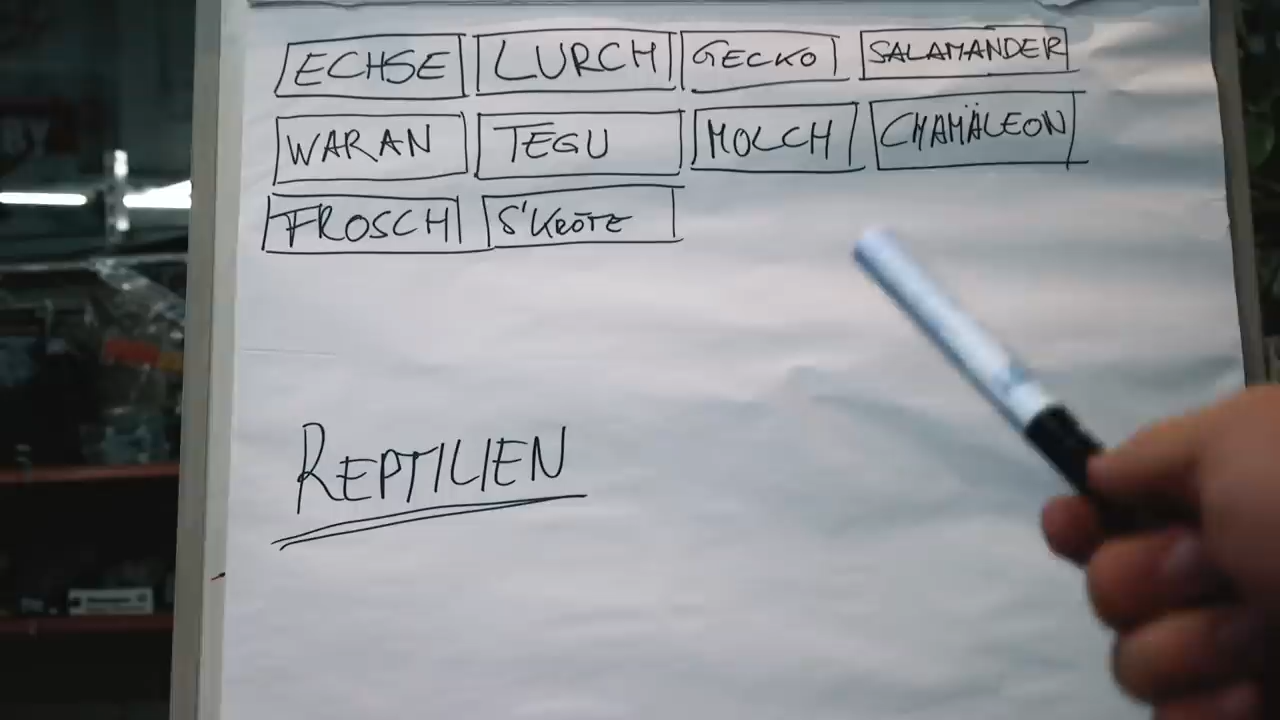 ECHSE LURCH GECKO SALAMANDER
WARAN TEGU MOLCH CHAMÄLEON
FROSCH S'KRÖTE
REPTILIEN